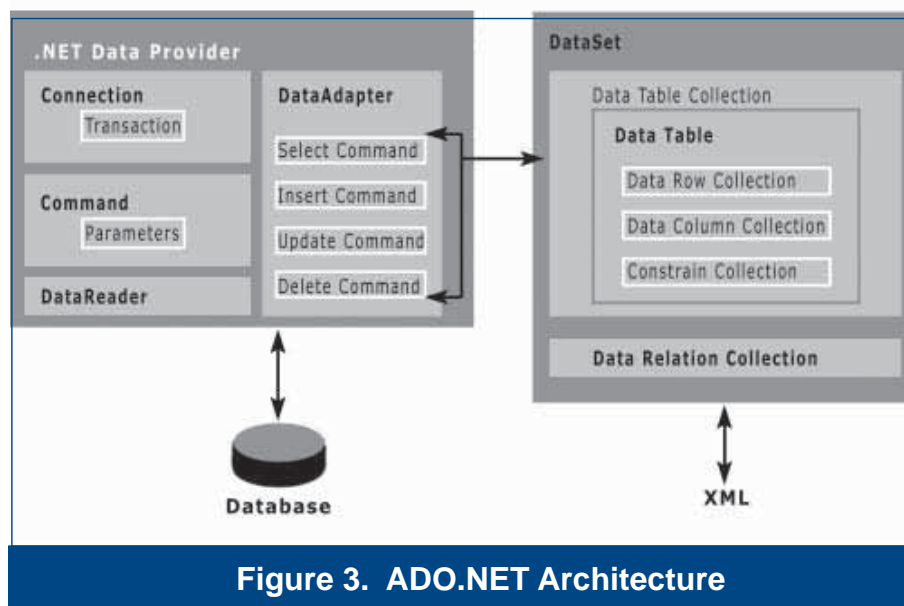 .NET Data Provider
Connection
Transaction
Command
Parameters
DataReader
DataAdapter
Select Command
Insert Command
Update Command
Delete Command
Database
DataSet
Data Table Collection
Data Table
Data Row Collection
Data Column Collection
Constrain Collection
Data Relation Collection
XML
Figure 3. ADO.NET Architecture